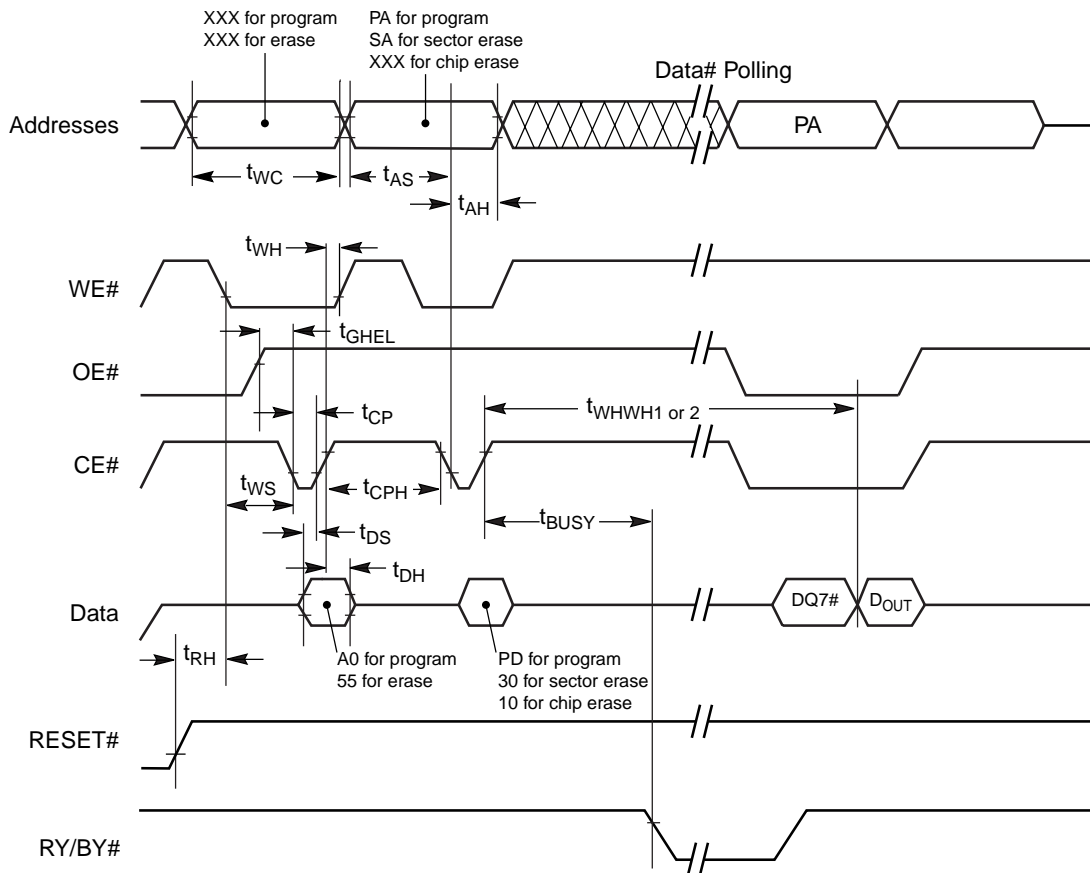 XXX for program
XXX for erase
PA for program
SA for sector erase
XXX for chip erase
Data# Polling
Addresses
PA
tWC
tAS
tAH
tWH
WE#
tGHEL
OE#
tCP
tWHWH1 or 2
CE#
tWS
tCPH
tBUSY
tDS
tDH
Data
DQ7#
DOUT
tRH
A0 for program
55 for erase
PD for program
30 for sector erase
10 for chip erase
RESET#
RY/BY#